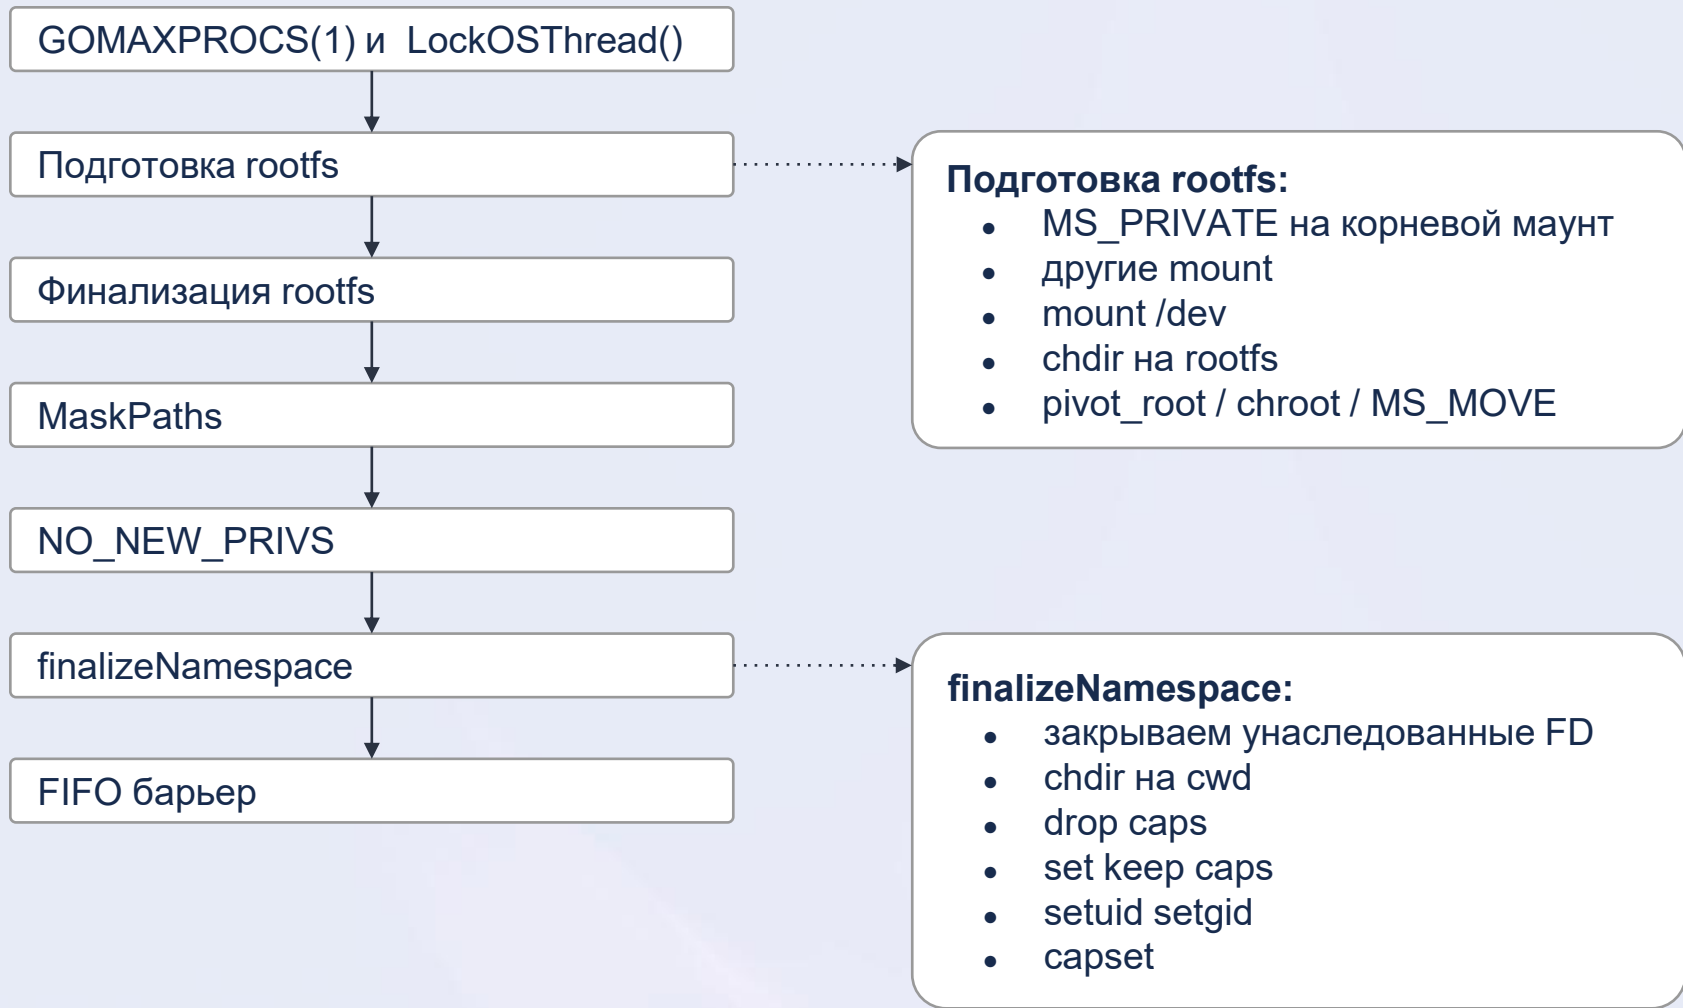 GOMAXPROCS(1) и LockOSThread()
Подготовка rootfs
Финализация rootfs
MaskPaths
NO_NEW_PRIVS
finalizeNamespace
FIFO барьер
Подготовка rootfs:
● MS_PRIVATE на корневой маунт
● другие mount
● mount /dev
● chdir на rootfs
● pivot_root / chroot / MS_MOVE
finalizeNamespace:
● закрываем унаследованные FD
● chdir на cwd
● drop caps
● set keep caps
● setuid setgid
● capset